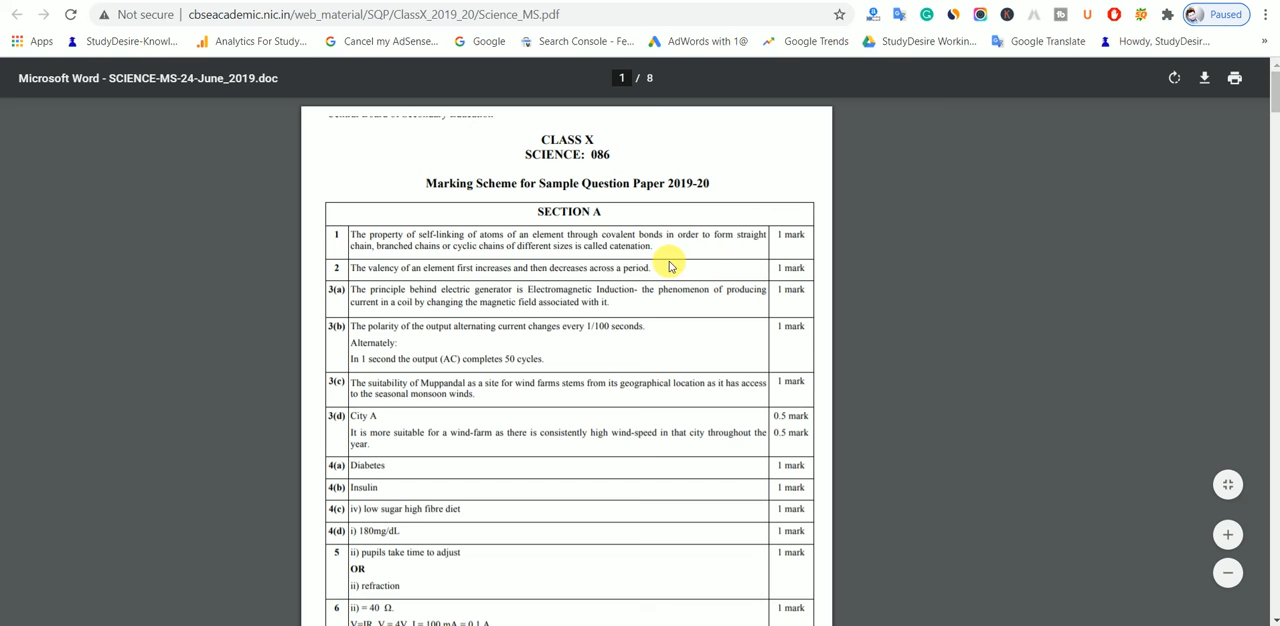 Not secure | cbseacademic.nic.in/web_material/SQP/ClassX_2019_20/Science_MS.pdf
Paused
Apps StudyDesire-Knowl... Analytics For Study... Cancel my AdSense... Google Search Console - Fe... AdWords with 1@ Google Trends StudyDesire Workin... Google Translate Howdy, StudyDesir... »
Microsoft Word - SCIENCE-MS-24-June_2019.doc
1 / 8
CLASS X
SCIENCE: 086
Marking Scheme for Sample Question Paper 2019-20
SECTION A
1 The property of self-linking of atoms of an element through covalent bonds in order to form straight 1 mark
chain, branched chains or cyclic chains of different sizes is called catenation.
2 The valency of an element first increases and then decreases across a period. 1 mark
3(a) The principle behind electric generator is Electromagnetic Induction- the phenomenon of producing 1 mark
current in a coil by changing the magnetic field associated with it.
3(b) The polarity of the output alternating current changes every 1/100 seconds. 1 mark
Alternately:
In 1 second the output (AC) completes 50 cycles.
3(c) The suitability of Muppandal as a site for wind farms stems from its geographical location as it has access 1 mark
to the seasonal monsoon winds.
3(d) City A 0.5 mark
It is more suitable for a wind-farm as there is consistently high wind-speed in that city throughout the 0.5 mark
year.
4(a) Diabetes 1 mark
4(b) Insulin 1 mark
4(c) iv) low sugar high fibre diet 1 mark
4(d) i) 180mg/dL 1 mark
5 ii) pupils take time to adjust 1 mark
OR
ii) refraction
6 ii) = 40 Ω. 1 mark
V=IR, V = 4V, I = 100 mA = 0.1 A